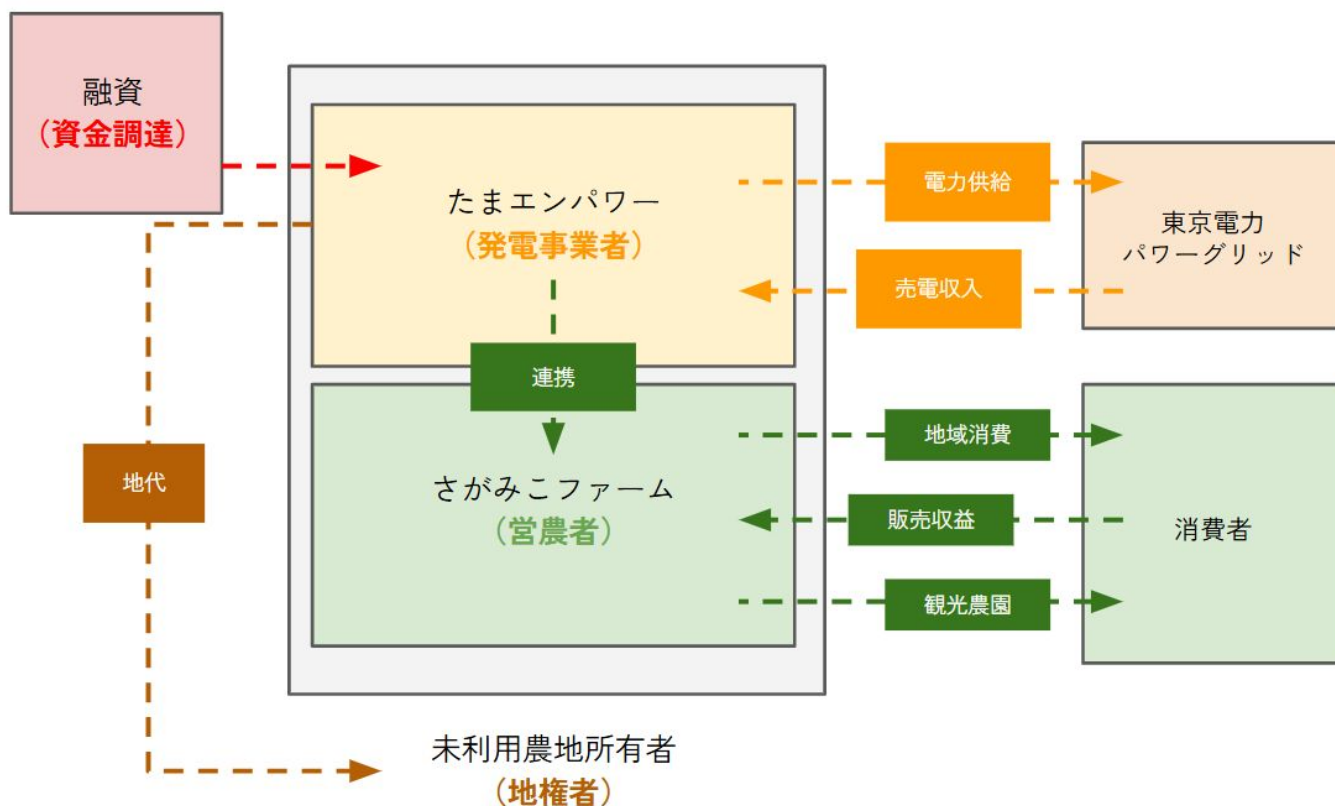 融資
（資金調達）
たまエンパワー
（発電事業者）
電力供給
売電収入
東京電力
パワーグリッド
連携
地代
さがみこファーム
（営農者）
地域消費
販売収益
観光農園
消費者
未利用農地所有者
（地権者）